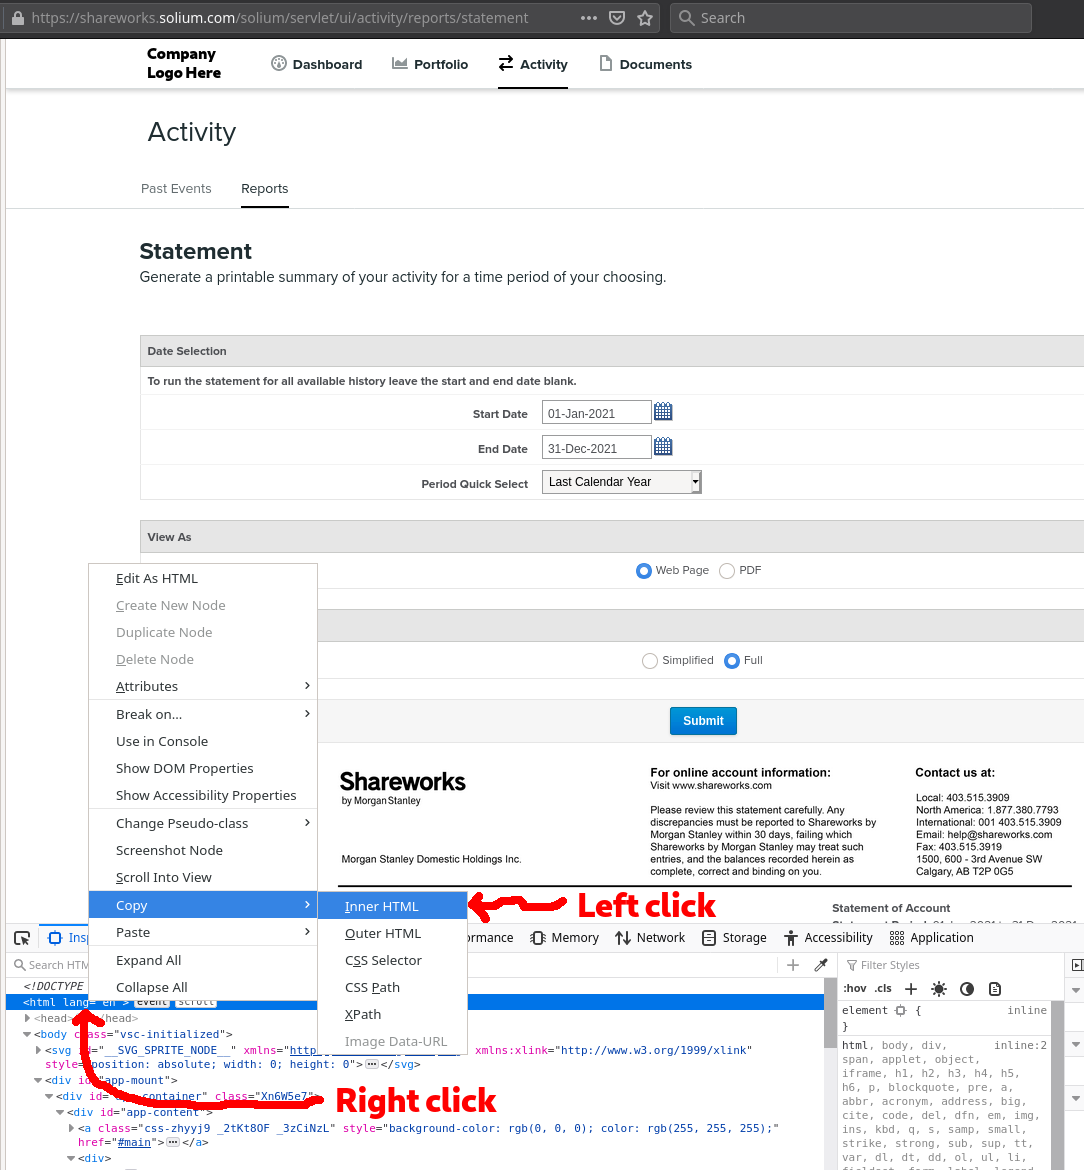 https://shareworks.solium.com/solium/servlet/ui/activity/reports/statement
Search
Company
Logo Here
Dashboard
Portfolio
Activity
Documents
Activity
Past Events
Reports
Statement
Generate a printable summary of your activity for a time period of your choosing.
Date Selection
To run the statement for all available history leave the start and end date blank.
Start Date
01-Jan-2021
End Date
31-Dec-2021
Period Quick Select
Last Calendar Year
View As
Web Page
PDF
Simplified
Full
Submit
Shareworks
by Morgan Stanley
Morgan Stanley Domestic Holdings Inc.
For online account information:
Visit www.shareworks.com
Please review this statement carefully. Any
discrepancies must be reported to Shareworks by
Morgan Stanley within 30 days, failing which
Shareworks by Morgan Stanley may treat such
entries, and the balances recorded herein as
complete, correct and binding on you.
Contact us at:
Local: 403.515.3909
North America: 1.877.380.7793
International: 001 403.515.3909
Email: help@shareworks.com
Fax: 403.515.3919
1500, 600 - 3rd Avenue SW
Calgary, AB T2P 0G5
Statement of Account
Edit As HTML
Create New Node
Duplicate Node
Delete Node
Attributes
Break on...
Use in Console
Show DOM Properties
Show Accessibility Properties
Change Pseudo-class
Screenshot Node
Scroll Into View
Copy
Paste
Expand All
Collapse All
Inner HTML
Outer HTML
CSS Selector
CSS Path
XPath
Image Data-URL
Left click
Right click
Insp
ormance
Memory
Network
Storage
Accessibility
Application
Search HTM
Filter Styles
:hov .cls
<!DOCTYPE
<html lang="en"> event scroll
<head> </head>
<body class="vsc-initialized">
<svg id="__SVG_SPRITE_NODE__" xmlns="http xmlns:xlink="http://www.w3.org/1999/xlink"
style="position: absolute; width: 0; height: 0"> </svg>
<div id="app-mount">
<div id= -container" class="Xn6W5e7">
<div id="app-content">
<a class="css-zhyyj9 _2tKt8OF _3zCiNzL" style="background-color: rgb(0, 0, 0); color: rgb(255, 255, 255);"
href="#main"> </a>
<div>
element { inline
}
html, body, div, inline:2
span, applet, object,
iframe, h1, h2, h3, h4, h5,
h6, p, blockquote, pre, a,
abbr, acronym, address, big,
cite, code, del, dfn, em, img,
ins, kbd, q, s, samp, small,
strike, strong, sub, sup, tt,
var, dl, dt, dd, ol, ul, li,